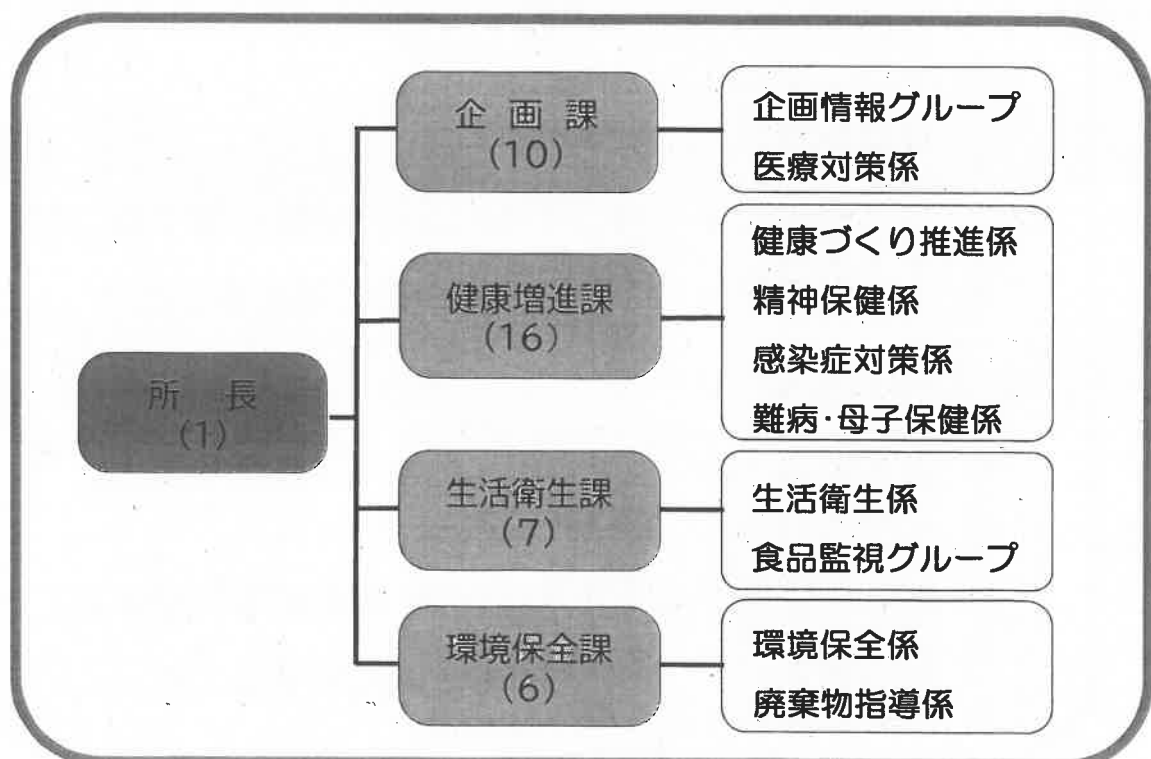 所 長
(1)
企 画 課
(10)
企画情報グループ
医療対策係
健康増進課
(16)
健康づくり推進係
精神保健係
感染症対策係
難病・母子保健係
生活衛生課
(7)
生活衛生係
食品監視グループ
環境保全課
(6)
環境保全係
廃棄物指導係